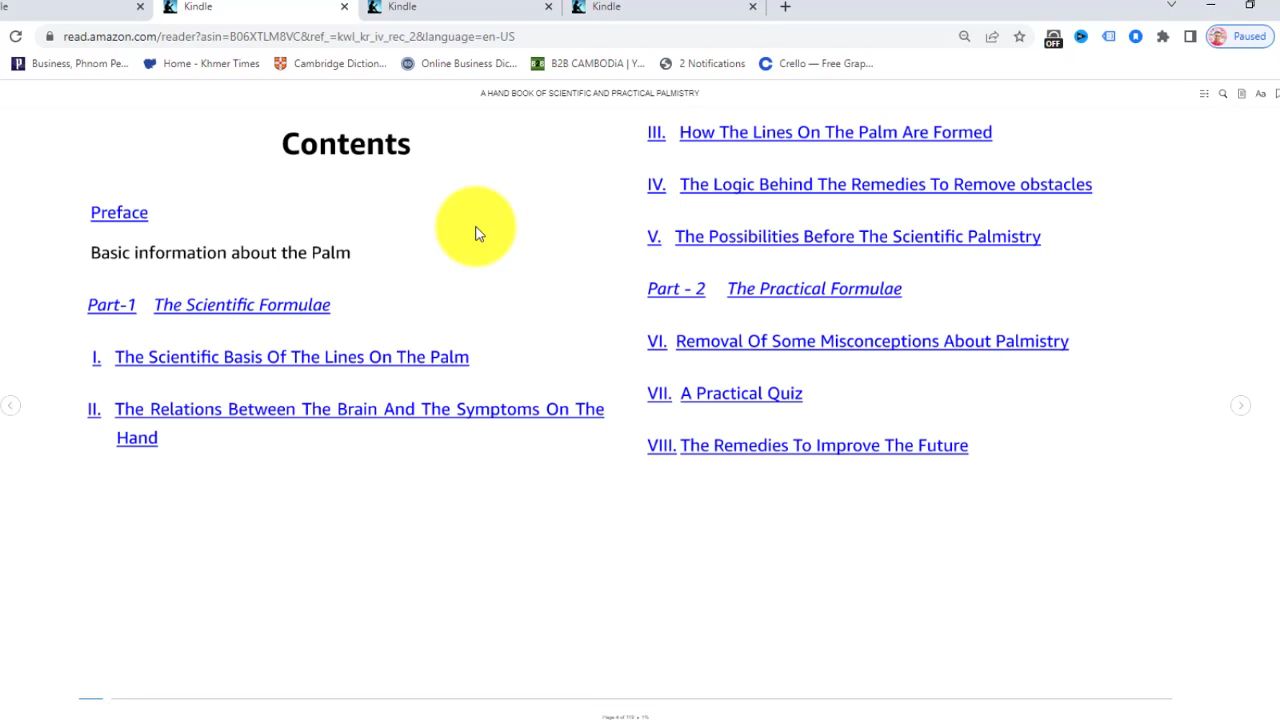 Kindle
Kindle
Kindle
read.amazon.com/reader?asin=B06XTLM8VC&ref_=kwl_kr_iv_rec_2&language=en-US
OFF
Paused
Business, Phnom Pe...
Home - Khmer Times
Cambridge Diction...
Online Business Dic...
B2B CAMBODiA | Y...
2 Notifications
Crello — Free Grap...
A HAND BOOK OF SCIENTIFIC AND PRACTICAL PALMISTRY
Aa
Contents
Preface
Basic information about the Palm
Part-1 The Scientific Formulae
I. The Scientific Basis Of The Lines On The Palm
II. The Relations Between The Brain And The Symptoms On The
Hand
III. How The Lines On The Palm Are Formed
IV. The Logic Behind The Remedies To Remove obstacles
V. The Possibilities Before The Scientific Palmistry
Part - 2 The Practical Formulae
VI. Removal Of Some Misconceptions About Palmistry
VII. A Practical Quiz
VIII. The Remedies To Improve The Future